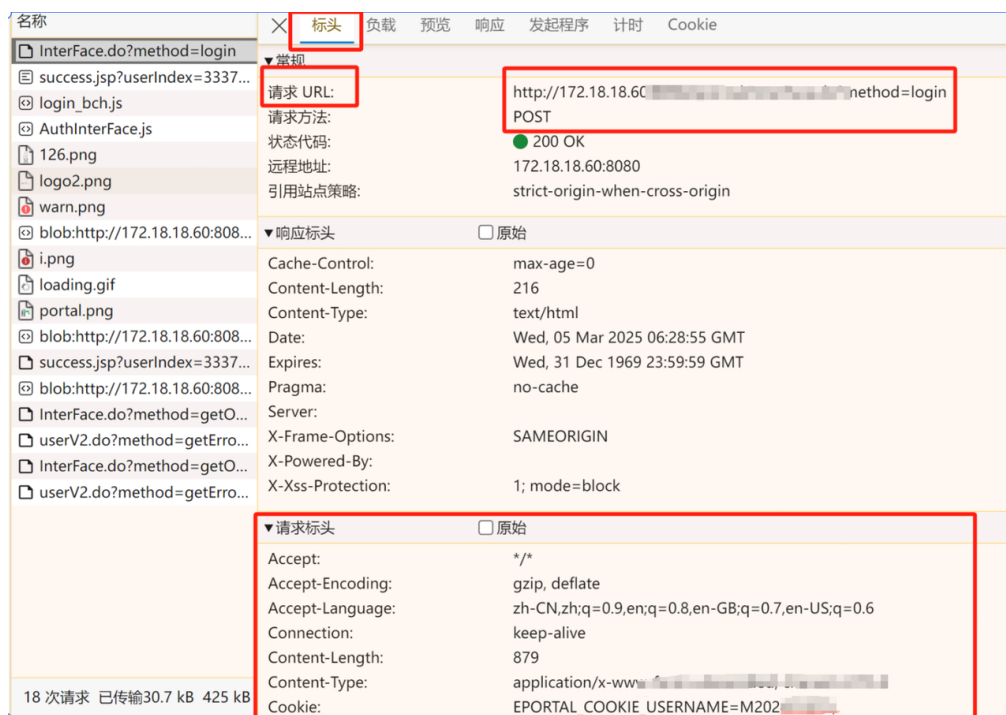 名称
InterFace.do?method=login
success.jsp?userIndex=3337...
login_bch.js
AuthInterFace.js
126.png
logo2.png
warn.png
blob:http://172.18.18.60:808...
i.png
loading.gif
portal.png
blob:http://172.18.18.60:808...
success.jsp?userIndex=3337...
blob:http://172.18.18.60:808...
InterFace.do?method=getO...
userV2.do?method=getErro...
InterFace.do?method=getO...
userV2.do?method=getErro...
18 次请求 已传输30.7 kB 425 kB
标头 负载 预览 响应 发起程序 计时 Cookie
▼常规
请求 URL: http://172.18.18.60 method=login
请求方法: POST
状态代码: 200 OK
远程地址: 172.18.18.60:8080
引用站点策略: strict-origin-when-cross-origin
▼响应标头 原始
Cache-Control: max-age=0
Content-Length: 216
Content-Type: text/html
Date: Wed, 05 Mar 2025 06:28:55 GMT
Expires: Wed, 31 Dec 1969 23:59:59 GMT
Pragma: no-cache
Server:
X-Frame-Options: SAMEORIGIN
X-Powered-By:
X-Xss-Protection: 1; mode=block
▼请求标头 原始
Accept: */*
Accept-Encoding: gzip, deflate
Accept-Language: zh-CN,zh;q=0.9,en;q=0.8,en-GB;q=0.7,en-US;q=0.6
Connection: keep-alive
Content-Length: 879
Content-Type: application/x-www
Cookie: EPORTAL_COOKIE_USERNAME=M202